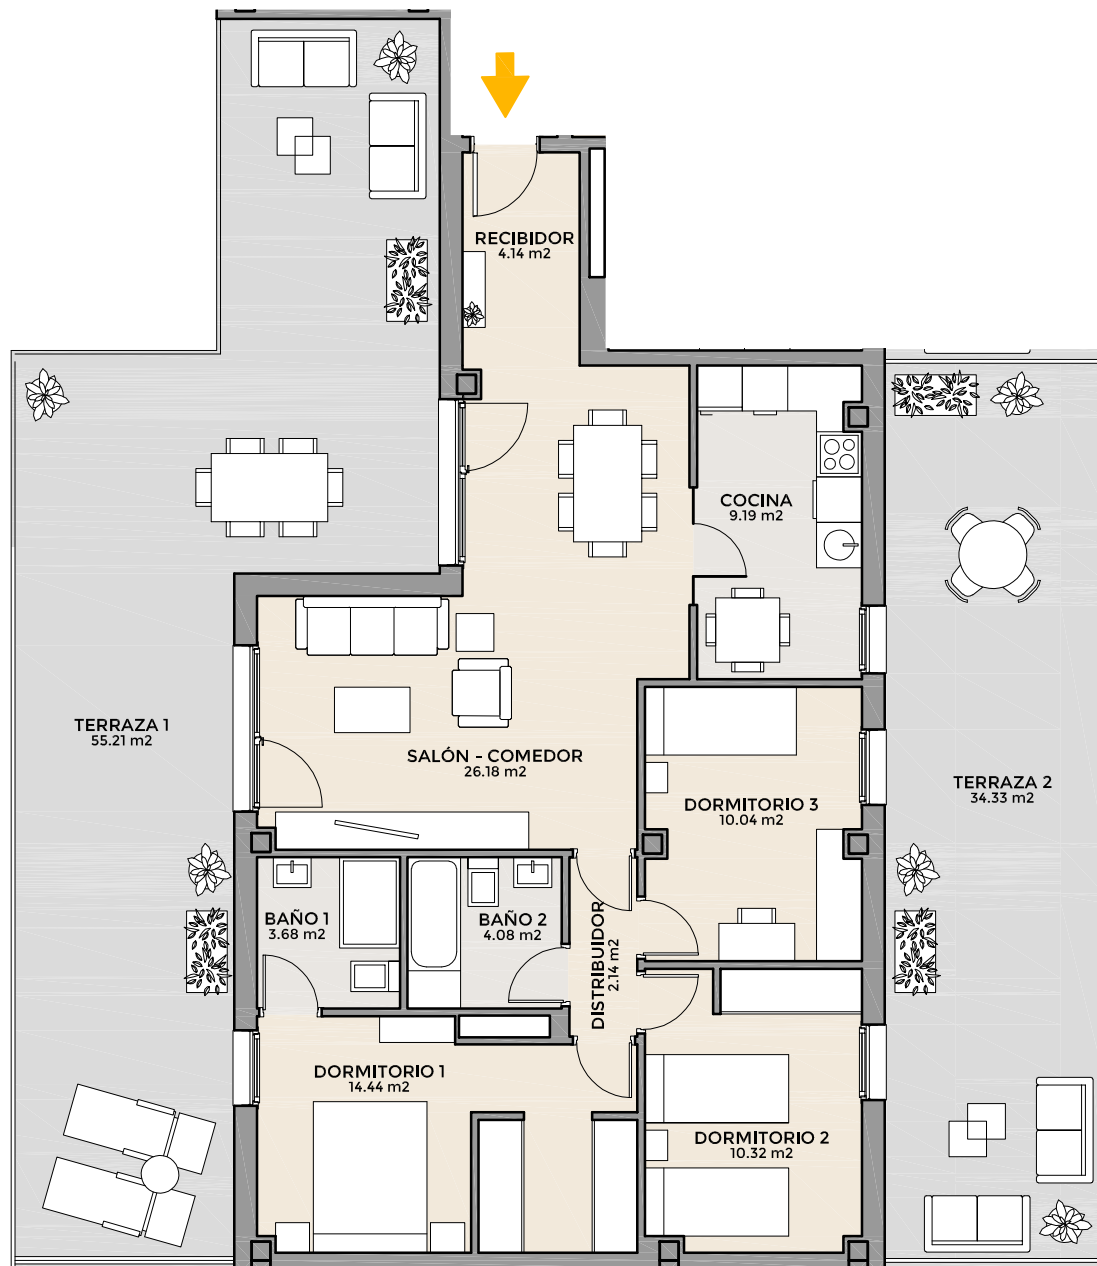 RECIBIDOR
4.14 m2
COCINA
9.19 m2
TERRAZA 1
55.21 m2
SALÓN - COMEDOR
26.18 m2
TERRAZA 2
34.33 m2
DORMITORIO 3
10.04 m2
BAÑO 1
3.68 m2
BAÑO 2
4.08 m2
DISTRIBUIDOR
2.14 m2
DORMITORIO 1
14.44 m2
DORMITORIO 2
10.32 m2